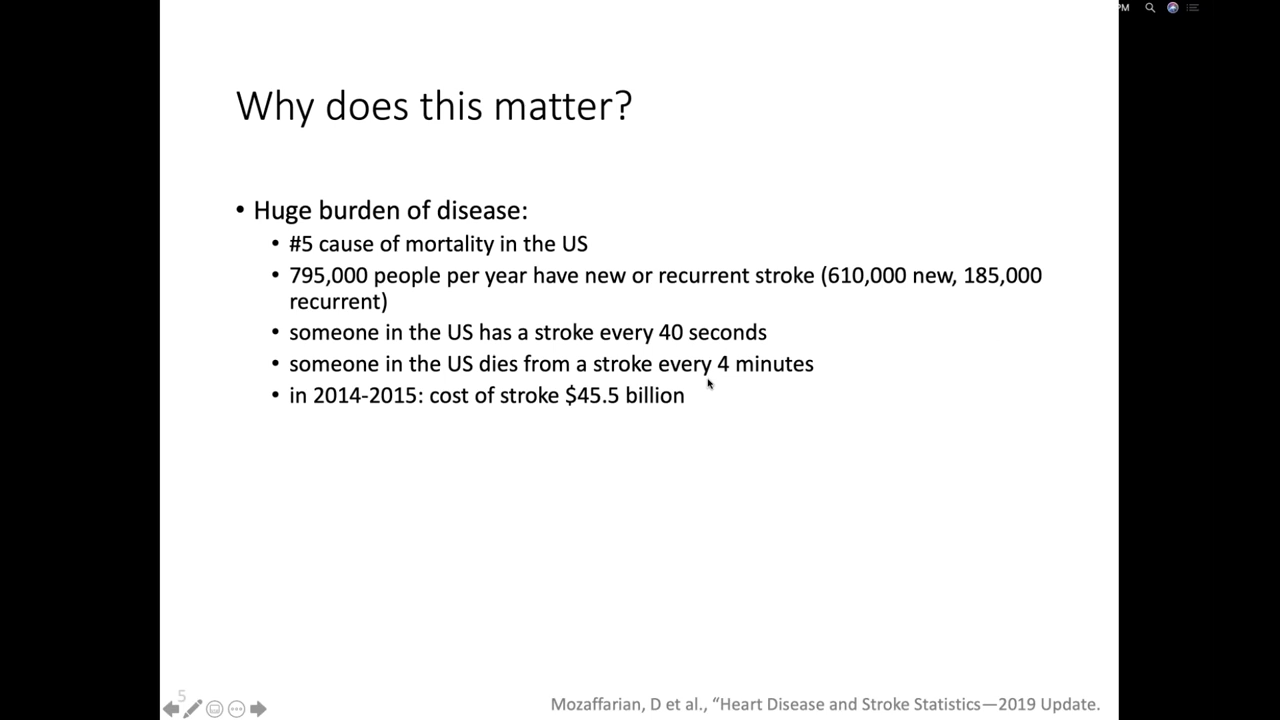 PM
Why does this matter?
• Huge burden of disease:
• #5 cause of mortality in the US
• 795,000 people per year have new or recurrent stroke (610,000 new, 185,000
recurrent)
• someone in the US has a stroke every 40 seconds
• someone in the US dies from a stroke every 4 minutes
• in 2014-2015: cost of stroke $45.5 billion
5
Mozaffarian, D et al., “Heart Disease and Stroke Statistics—2019 Update.